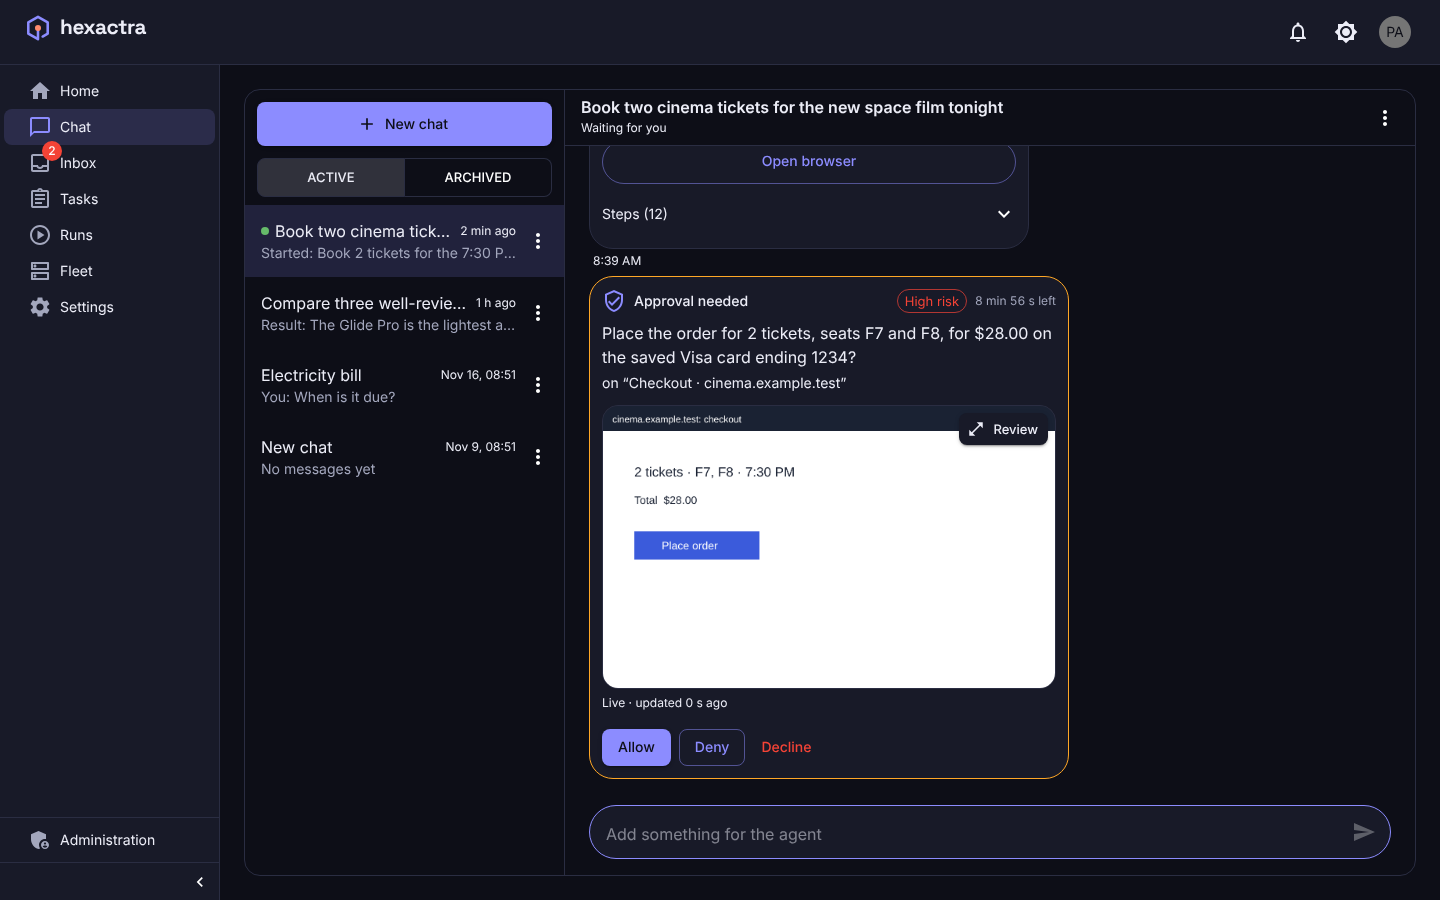 hexactra
PA
Home
Chat
2
Inbox
Tasks
Runs
Fleet
Settings
Administration
New chat
ACTIVE
ARCHIVED
Book two cinema tick... 2 min ago
Started: Book 2 tickets for the 7:30 P...
Compare three well-revie... 1 h ago
Result: The Glide Pro is the lightest a...
Electricity bill Nov 16, 08:51
You: When is it due?
New chat Nov 9, 08:51
No messages yet
Book two cinema tickets for the new space film tonight
Waiting for you
Open browser
Steps (12)
8:39 AM
Approval needed High risk 8 min 56 s left
Place the order for 2 tickets, seats F7 and F8, for $28.00 on
the saved Visa card ending 1234?
on “Checkout · cinema.example.test”
cinema.example.test: checkout
Review
2 tickets · F7, F8 · 7:30 PM
Total $28.00
Place order
Live · updated 0 s ago
Allow Deny Decline
Add something for the agent